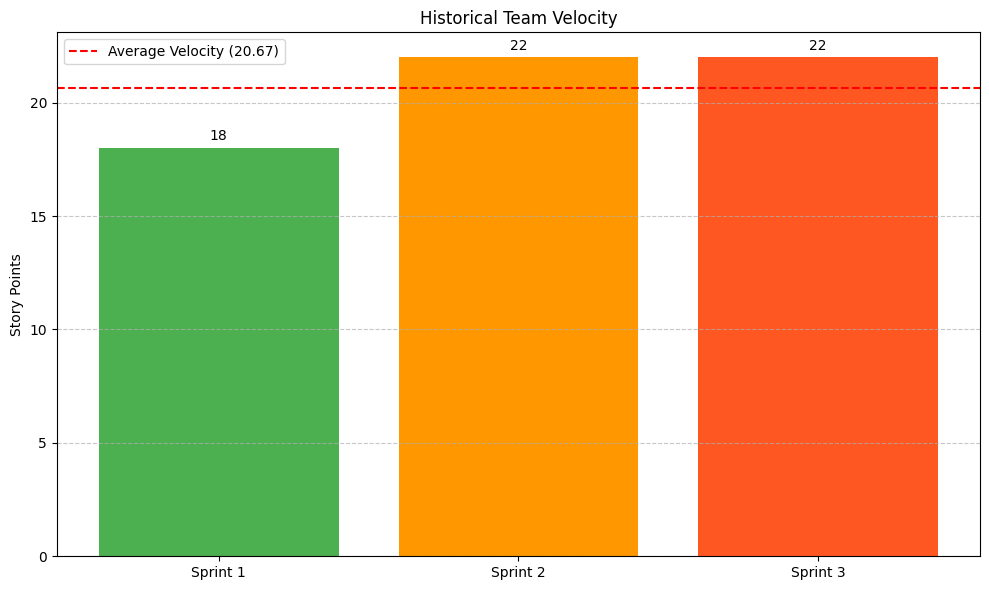 Historical Team Velocity
Average Velocity (20.67)
18
22
22
Story Points
20
15
10
5
0
Sprint 1
Sprint 2
Sprint 3